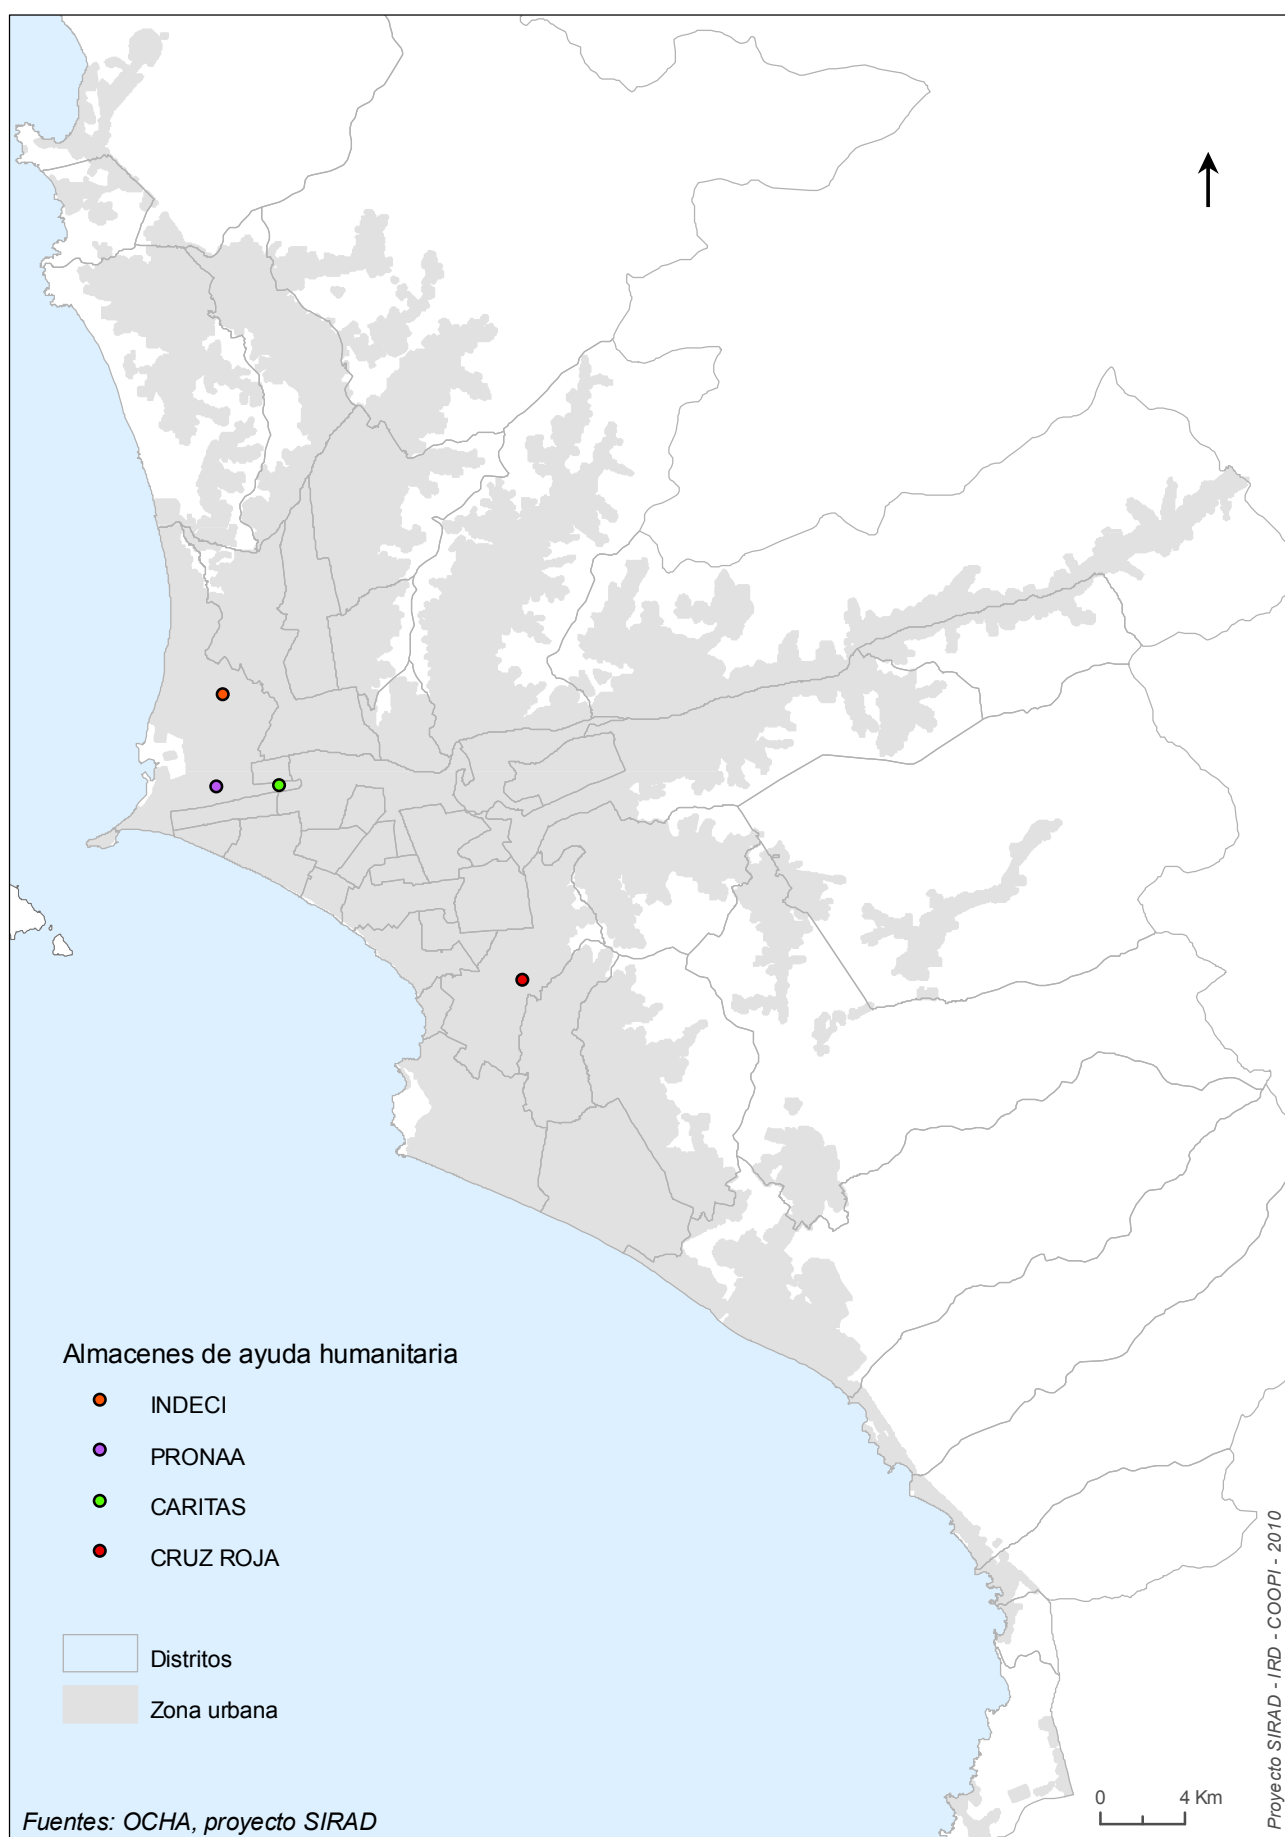 Almacenes de ayuda humanitaria
INDECI
PRONAA
CARITAS
CRUZ ROJA
Distritos
Zona urbana
Fuentes: OCHA, proyecto SIRAD
0 4 Km
Proyecto SIRAD - IRD - COOPI - 2010